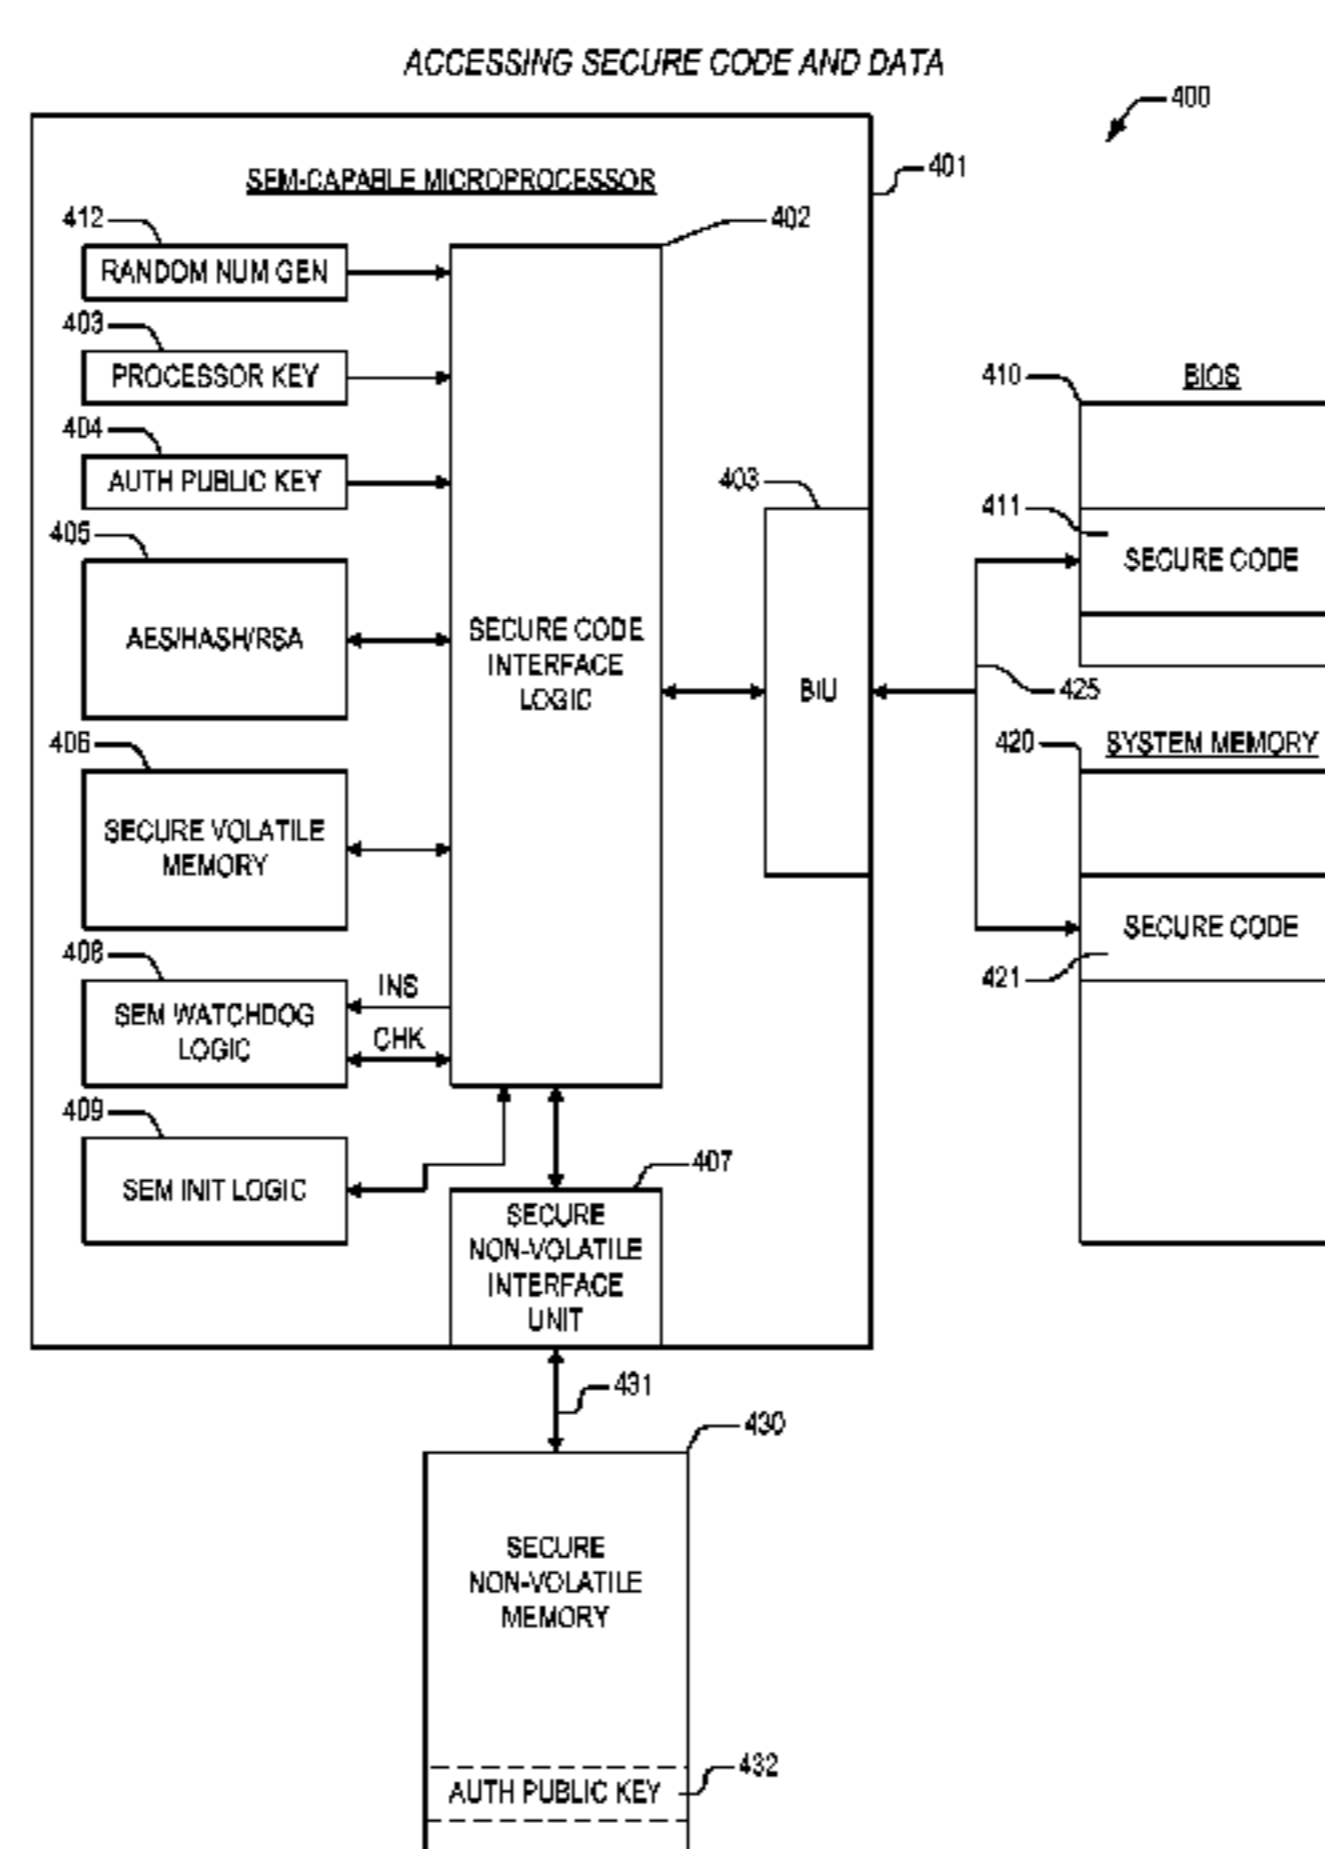 ACCESSING SECURE CODE AND DATA
400
401
SEM-CAPABLE MICROPROCESSOR
412
402
RANDOM NUM GEN
403
PROCESSOR KEY
404
AUTH PUBLIC KEY
405
AES/HASH/RSA
406
SECURE VOLATILE
MEMORY
408
SEM WATCHDOG
LOGIC
INS
CHK
409
SEM INIT LOGIC
SECURE CODE
INTERFACE
LOGIC
403
BIU
410
BIOS
411
SECURE CODE
425
420
SYSTEM MEMORY
SECURE CODE
421
407
SECURE
NON-VOLATILE
INTERFACE
UNIT
431
430
SECURE
NON-VOLATILE
MEMORY
432
AUTH PUBLIC KEY